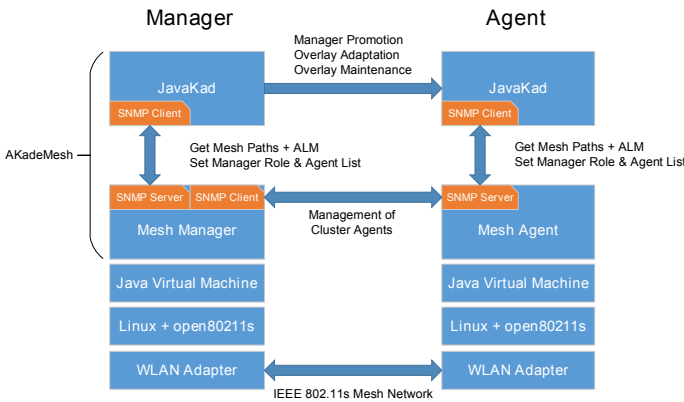 Manager
Agent
Manager Promotion
Overlay Adaptation
Overlay Maintenance
JavaKad
JavaKad
SNMP Client
SNMP Client
AKadeMesh
Get Mesh Paths + ALM
Set Manager Role & Agent List
Get Mesh Paths + ALM
Set Manager Role & Agent List
SNMP Server
SNMP Client
SNMP Server
Management of
Cluster Agents
Mesh Manager
Mesh Agent
Java Virtual Machine
Java Virtual Machine
Linux + open80211s
Linux + open80211s
WLAN Adapter
WLAN Adapter
IEEE 802.11s Mesh Network